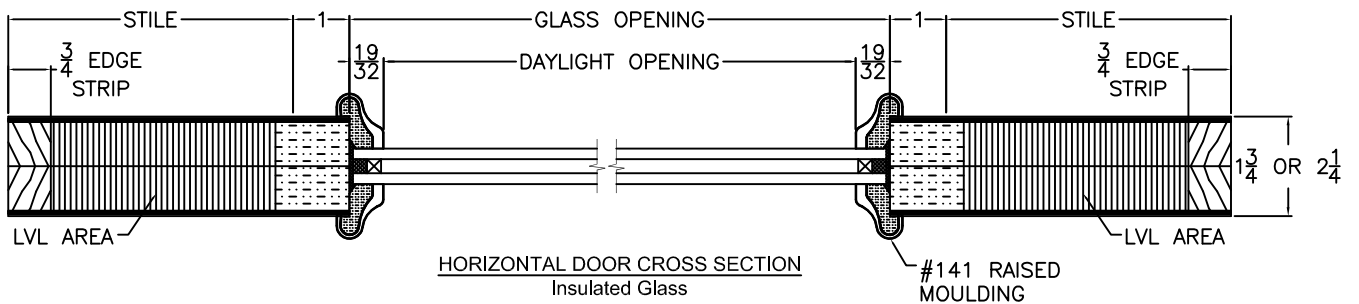 STILE 1 GLASS OPENING 1 STILE
3/4 EDGE STRIP 19/32 DAYLIGHT OPENING 19/32 3/4 EDGE STRIP
1 3/4 OR 2 1/4
LVL AREA LVL AREA
HORIZONTAL DOOR CROSS SECTION
Insulated Glass
#141 RAISED
MOULDING